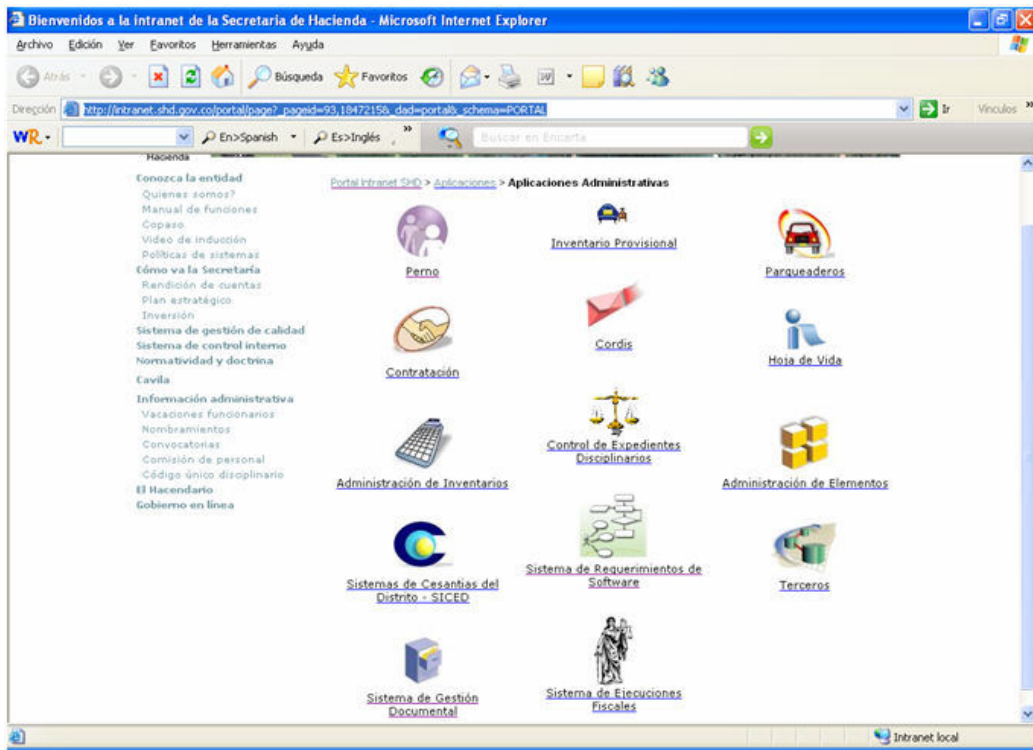 Bienvenidos a la intranet de la Secretaria de Hacienda - Microsoft Internet Explorer
Archivo Edición Ver Favoritos Herramientas Ayuda
Atrás Búsqueda Favoritos
Dirección http://intranet.shd.gov.co/portal/page?_pageid=93,1847215&_dad=portal&_schema=PORTAL Ir Vínculos »
WR En>Spanish Es>Inglés » Buscar en Encarta
Hacienda
Conozca la entidad
Quienes somos?
Manual de funciones
Copaso
Video de inducción
Políticas de sistemas
Cómo va la Secretaría
Rendición de cuentas
Plan estratégico
Inversión
Sistema de gestión de calidad
Sistema de control interno
Normatividad y doctrina
Cavila
Información administrativa
Vacaciones funcionarios
Nombramientos
Convocatorias
Comisión de personal
Código único disciplinario
El Hacendario
Gobierno en línea
Portal Intranet SHD > Aplicaciones > Aplicaciones Administrativas
Perno
Inventario Provisional
Parqueaderos
Contratación
Cordis
Hoja de Vida
Administración de Inventarios
Control de Expedientes
Disciplinarios
Administración de Elementos
Sistemas de Cesantias del
Distrito - SICED
Sistema de Requerimientos de
Software
Terceros
Sistema de Gestión
Documental
Sistema de Ejecuciones
Fiscales
Intranet local